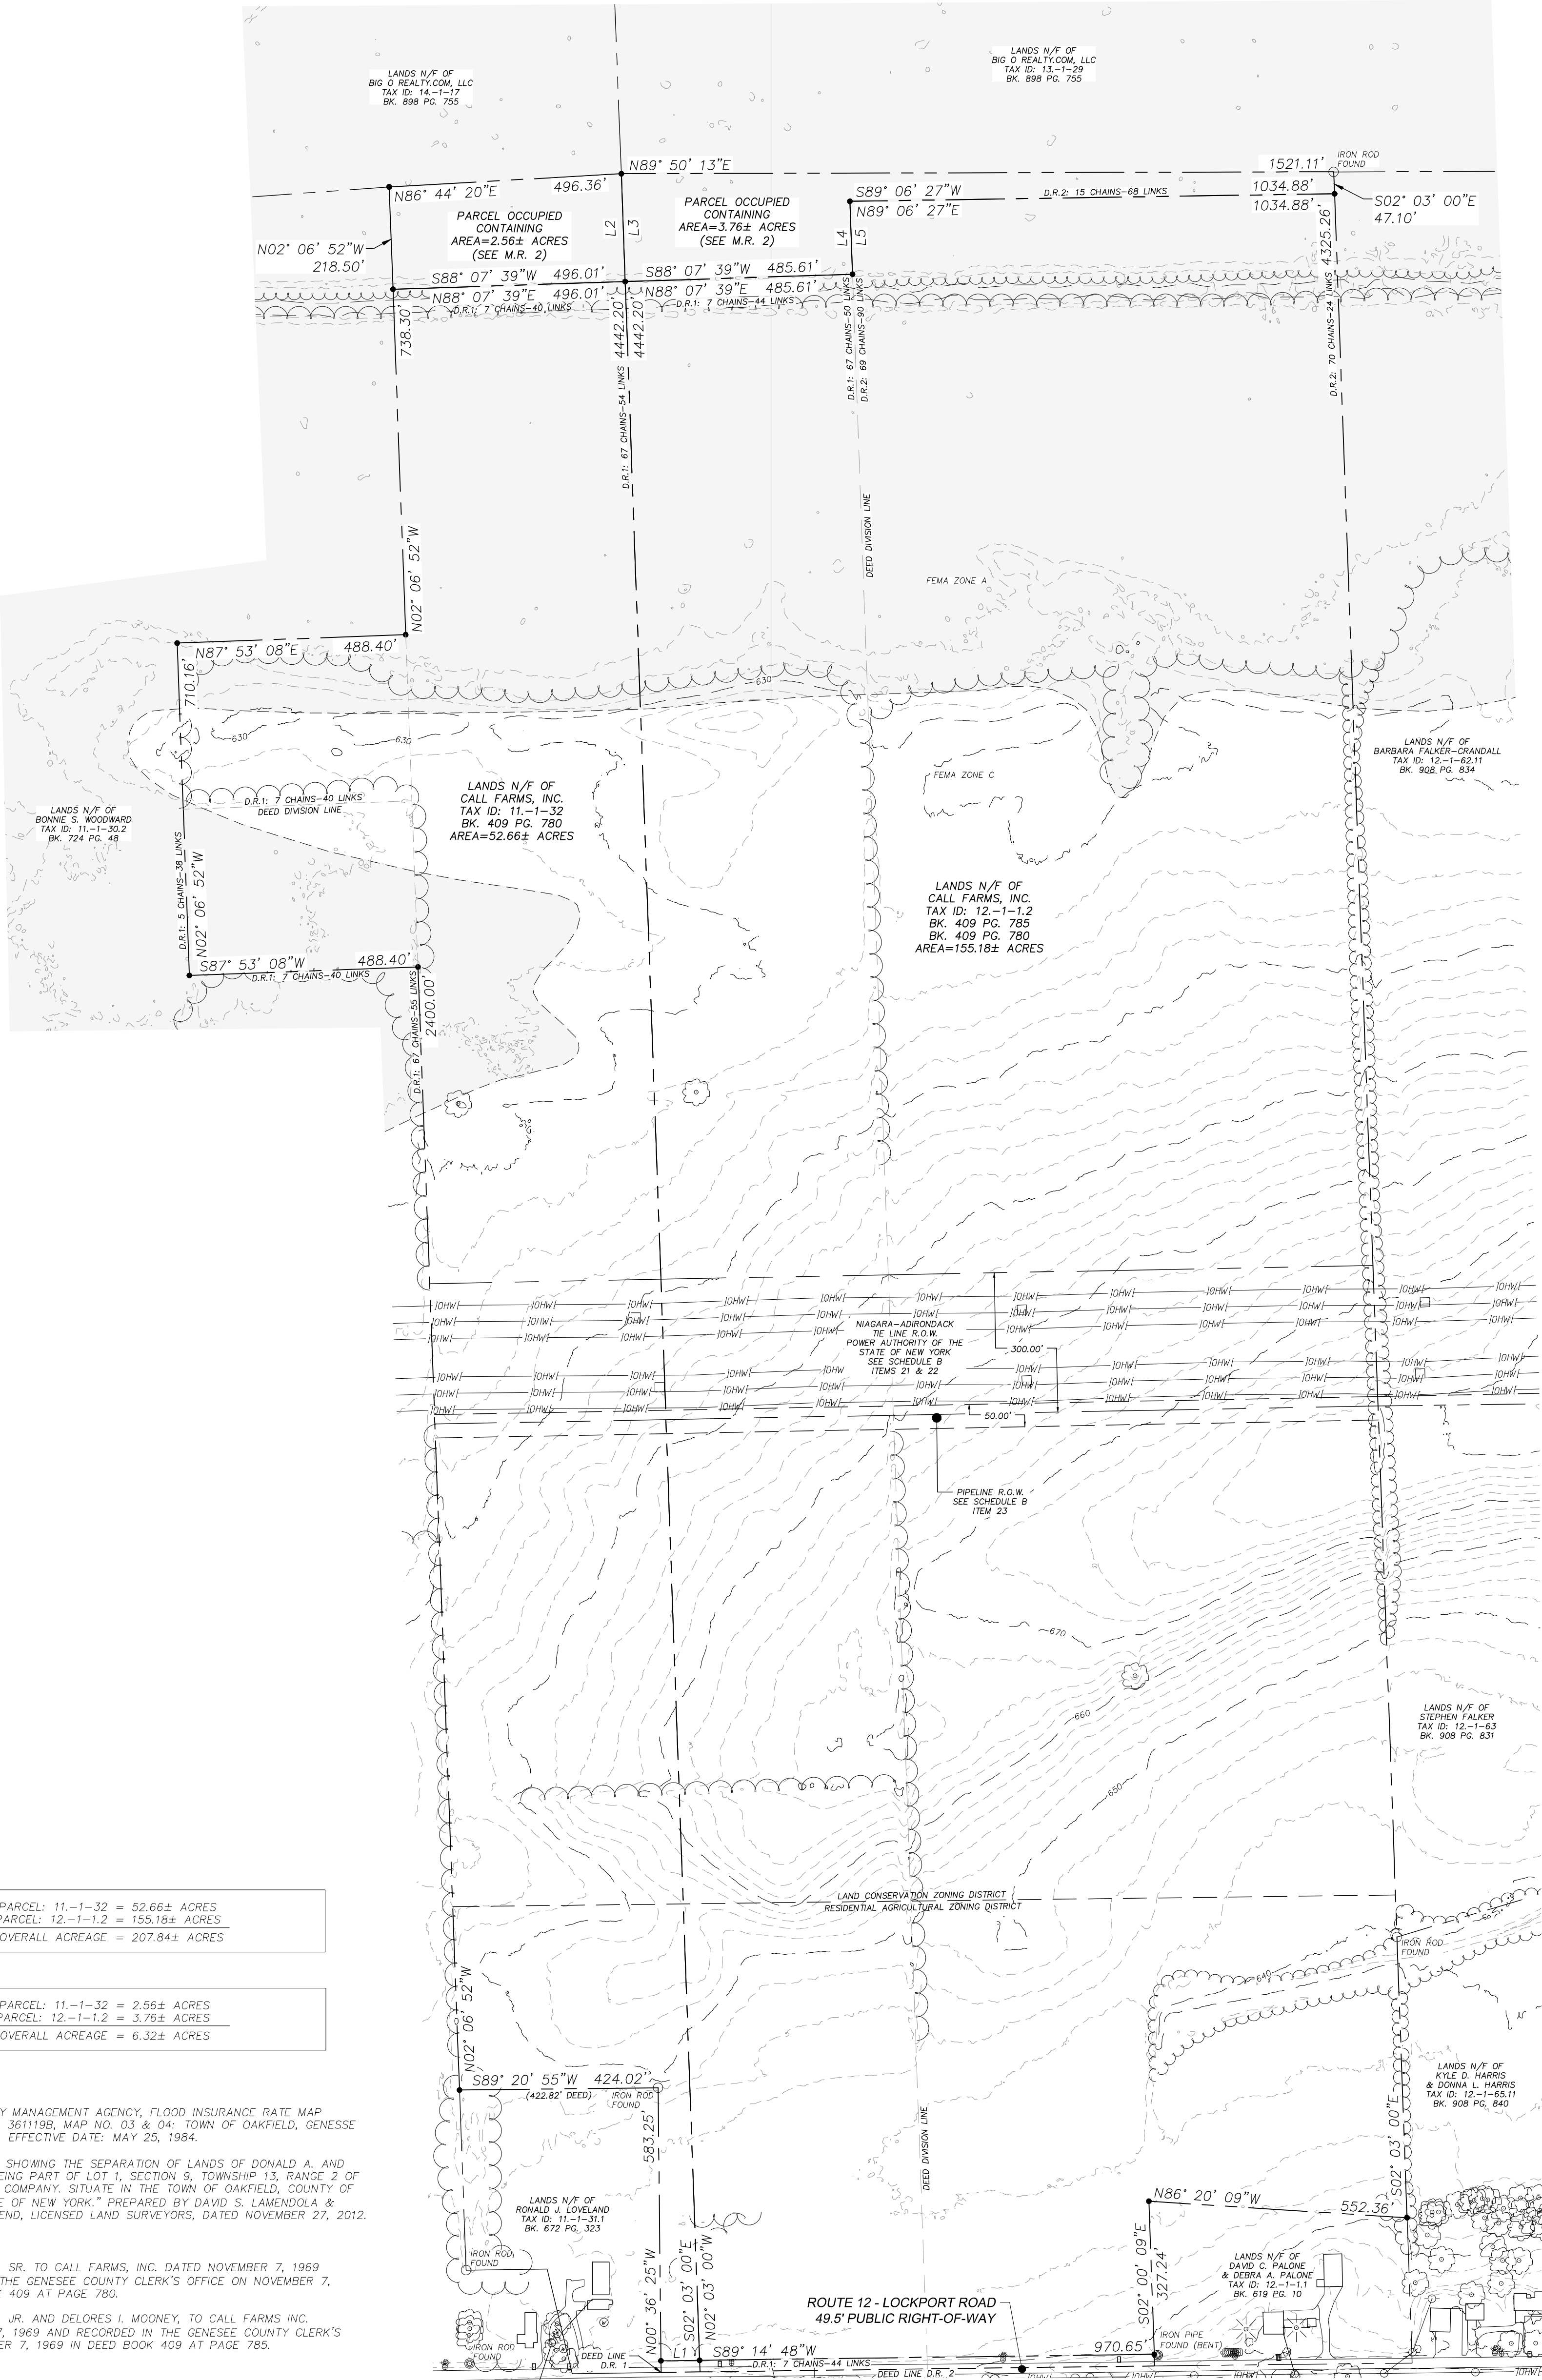 LANDS N/F OF
BIG O REALTY.COM, LLC
TAX ID: 14.-1-17
BK. 898 PG. 755
LANDS N/F OF
BIG O REALTY.COM, LLC
TAX ID: 13.-1-29
BK. 898 PG. 755
N89° 50' 13"E
1521.11'
IRON ROD
FOUND
N86° 44' 20"E
496.36'
S89° 06' 27"W
D.R.2: 15 CHAINS-68 LINKS
1034.88'
N89° 06' 27"E
1034.88'
S02° 03' 00"E
47.10'
PARCEL OCCUPIED
CONTAINING
AREA=2.56± ACRES
(SEE M.R. 2)
L2
L3
PARCEL OCCUPIED
CONTAINING
AREA=3.76± ACRES
(SEE M.R. 2)
L4
L5
N02° 06' 52"W
218.50'
S88° 07' 39"W 496.01'
N88° 07' 39"E 496.01'
D.R.1: 7 CHAINS-40 LINKS
S88° 07' 39"W 485.61'
N88° 07' 39"E 485.61'
D.R.1: 7 CHAINS-44 LINKS
738.30'
4442.20'
4442.20'
D.R.1: 67 CHAINS-54 LINKS
D.R.1: 67 CHAINS-50 LINKS
D.R.2: 69 CHAINS-90 LINKS
4325.26'
D.R.2: 70 CHAINS-24 LINKS
DEED DIVISION LINE
N02° 06' 52"W
FEMA ZONE A
N87° 53' 08"E
488.40'
710.16'
630
630
630
FEMA ZONE C
LANDS N/F OF
BARBARA FALKER-CRANDALL
TAX ID: 12.-1-62.11
BK. 908 PG. 834
LANDS N/F OF
BONNIE S. WOODWARD
TAX ID: 11.-1-30.2
BK. 724 PG. 48
D.R.1: 7 CHAINS-40 LINKS
DEED DIVISION LINE
LANDS N/F OF
CALL FARMS, INC.
TAX ID: 11.-1-32
BK. 409 PG. 780
AREA=52.66± ACRES
D.R.1: 5 CHAINS-38 LINKS
N02° 06' 52"W
LANDS N/F OF
CALL FARMS, INC.
TAX ID: 12.-1-1.2
BK. 409 PG. 785
BK. 409 PG. 780
AREA=155.18± ACRES
S87° 53' 08"W
488.40'
D.R.1: 7 CHAINS-40 LINKS
D.R.1: 67 CHAINS-55 LINKS
2400.00'
NIAGARA-ADIRONDACK
TIE LINE R.O.W.
POWER AUTHORITY OF THE
STATE OF NEW YORK
SEE SCHEDULE B
ITEMS 21 & 22
300.00'
50.00'
PIPELINE R.O.W.
SEE SCHEDULE B
ITEM 23
670
660
650
LANDS N/F OF
STEPHEN FALKER
TAX ID: 12.-1-63
BK. 908 PG. 831
LAND CONSERVATION ZONING DISTRICT
RESIDENTIAL AGRICULTURAL ZONING DISTRICT
PARCEL: 11.-1-32 = 52.66± ACRES
PARCEL: 12.-1-1.2 = 155.18± ACRES
OVERALL ACREAGE = 207.84± ACRES
PARCEL: 11.-1-32 = 2.56± ACRES
PARCEL: 12.-1-1.2 = 3.76± ACRES
OVERALL ACREAGE = 6.32± ACRES
IRON ROD
FOUND
640
N02° 06' 52"W
S89° 20' 55"W 424.02'
(422.82' DEED)
IRON ROD
FOUND
LANDS N/F OF
KYLE D. HARRIS
& DONNA L. HARRIS
TAX ID: 12.-1-65.11
BK. 908 PG. 840
Y MANAGEMENT AGENCY, FLOOD INSURANCE RATE MAP
361119B, MAP NO. 03 & 04: TOWN OF OAKFIELD, GENESSE
EFFECTIVE DATE: MAY 25, 1984.
SHOWING THE SEPARATION OF LANDS OF DONALD A. AND
EING PART OF LOT 1, SECTION 9, TOWNSHIP 13, RANGE 2 OF
COMPANY. SITUATE IN THE TOWN OF OAKFIELD, COUNTY OF
E OF NEW YORK." PREPARED BY DAVID S. LAMENDOLA &
END, LICENSED LAND SURVEYORS, DATED NOVEMBER 27, 2012.
583.25'
DEED DIVISION LINE
S02° 03' 00"E
N86° 20' 09"W
552.36'
LANDS N/F OF
RONALD J. LOVELAND
TAX ID: 11.-1-31.1
BK. 672 PG. 323
IRON ROD
FOUND
N00° 36' 25"W
S02° 03' 00"E
N02° 03' 00"W
S02° 00' 09"E
327.24'
LANDS N/F OF
DAVID C. PALONE
& DEBRA A. PALONE
TAX ID: 12.-1-1.1
BK. 619 PG. 10
SR. TO CALL FARMS, INC. DATED NOVEMBER 7, 1969
THE GENESEE COUNTY CLERK'S OFFICE ON NOVEMBER 7,
409 AT PAGE 780.
JR. AND DELORES I. MOONEY, TO CALL FARMS INC.
7, 1969 AND RECORDED IN THE GENESEE COUNTY CLERK'S
ER 7, 1969 IN DEED BOOK 409 AT PAGE 785.
ROUTE 12 - LOCKPORT ROAD
49.5' PUBLIC RIGHT-OF-WAY
IRON ROD
FOUND
DEED LINE
D.R. 1
L1
S89° 14' 48"W
970.65'
IRON PIPE
FOUND (BENT)
D.R.1: 7 CHAINS-44 LINKS
DEED LINE D.R. 2